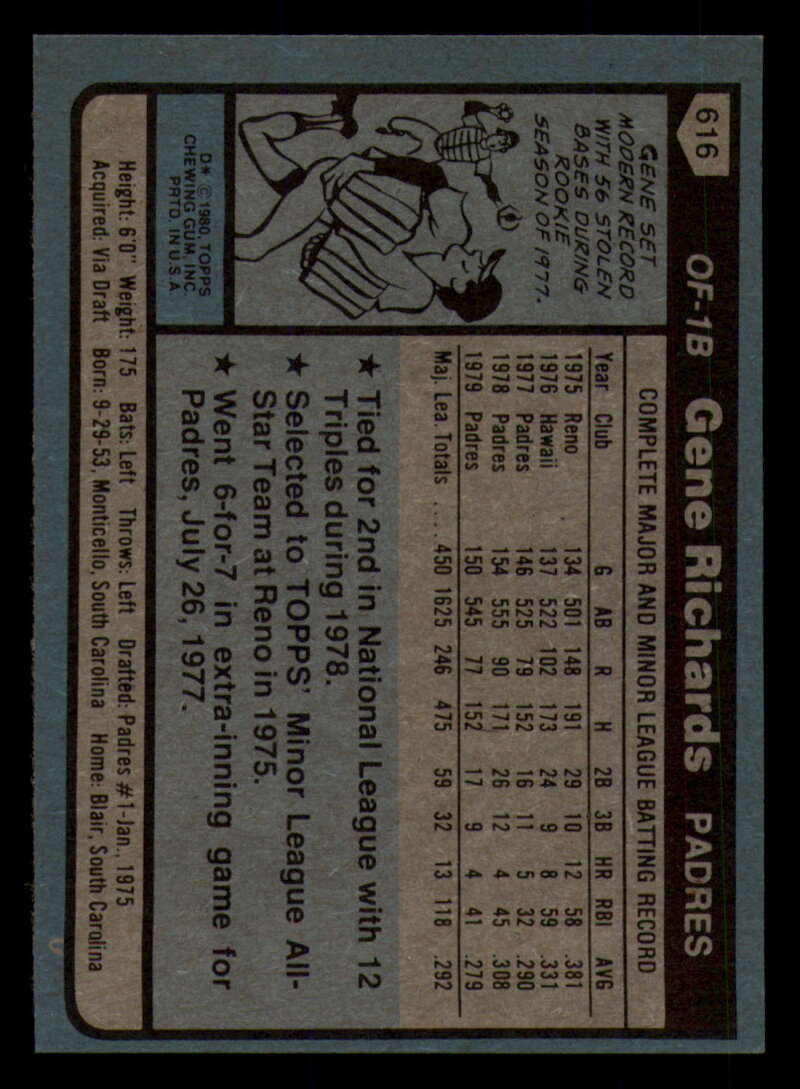 616
OF-1B Gene Richards PADRES
GENE SET
MODERN RECORD
WITH 56 STOLEN
BASES DURING
ROOKIE
SEASON OF 1977.
D* © 1980, TOPPS
CHEWING GUM, INC.
PRTD. IN U.S.A.
COMPLETE MAJOR AND MINOR LEAGUE BATTING RECORD
Year Club G AB R H 2B 3B HR RBI AVG
1975 Reno 134 501 148 191 29 10 12 58 .381
1976 Hawaii 137 522 102 173 24 9 8 59 .331
1977 Padres 146 525 79 152 16 11 5 32 .290
1978 Padres 154 555 90 171 26 12 4 45 .308
1979 Padres 150 545 77 152 17 9 4 41 .279
Maj. Lea. Totals .... 450 1625 246 475 59 32 13 118 .292
★ Tied for 2nd in National League with 12
Triples during 1978.
★ Selected to TOPPS' Minor League All-
Star Team at Reno in 1975.
★ Went 6-for-7 in extra-inning game for
Padres, July 26, 1977.
Height: 6'0" Weight: 175 Bats: Left Throws: Left Drafted: Padres #1-Jan., 1975
Acquired: Via Draft Born: 9-29-53, Monticello, South Carolina Home: Blair, South Carolina